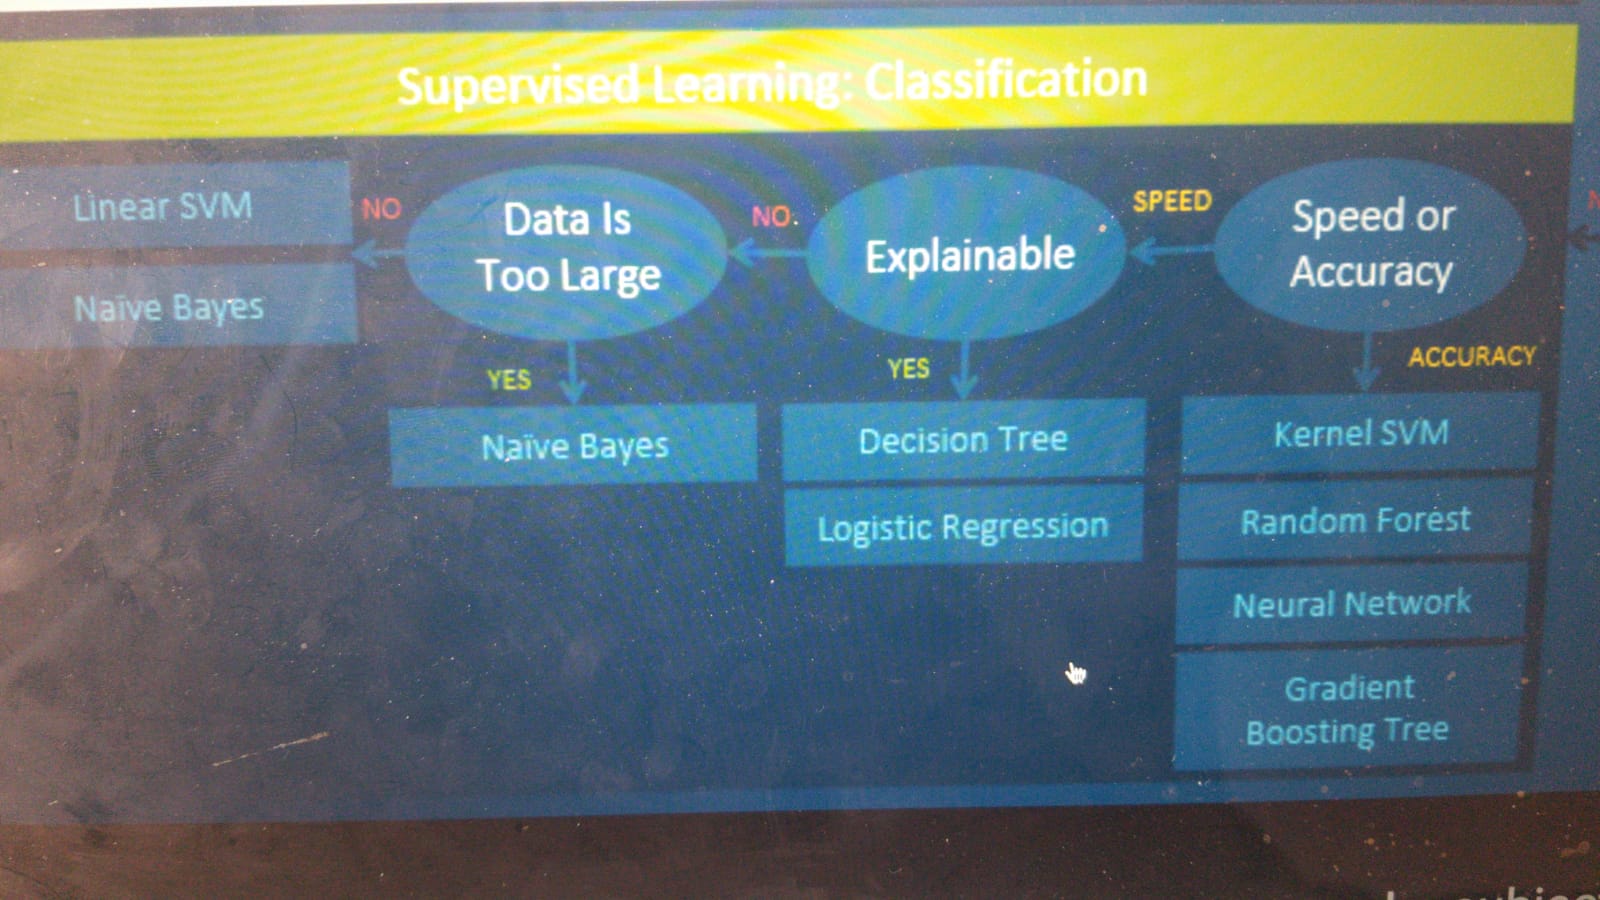 Supervised Learning: Classification
Linear SVM
Naïve Bayes
NO
Data Is
Too Large
NO
Explainable
SPEED
Speed or
Accuracy
YES
Naïve Bayes
YES
Decision Tree
Logistic Regression
ACCURACY
Kernel SVM
Random Forest
Neural Network
Gradient
Boosting Tree